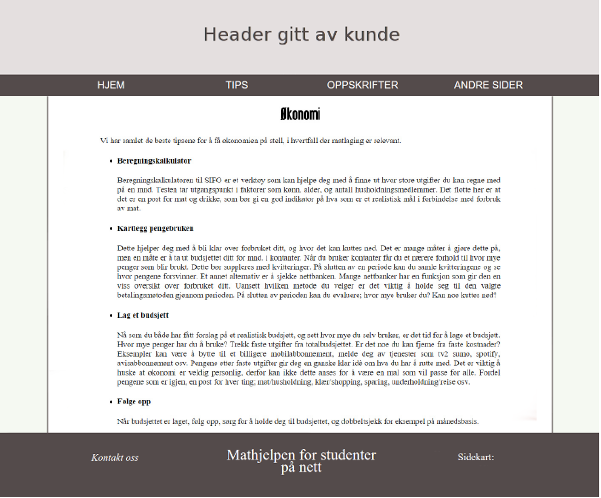 Header gitt av kunde
HJEM TIPS OPPSKRIFTER ANDRE SIDER
Økonomi
Vi har samlet de beste tipsene for å få økonomien på stell, i hvertfall der matlaging er relevant.
Beregningskalkulator
Beregningskalkulatoren til SIFO er et verktøy som kan hjelpe deg med å finne ut hvor store utgifter du kan regne med
på en mnd. Testen tar utgangspunkt i faktorer som kjønn, alder, og antall husholdningsmedlemmer. Det flotte her er at
det er en post for mat og drikke, som bør gi en god indikator på hva som er et realistisk mål i forbindelse med forbruk
av mat.
Kartlegg pengebruken
Dette hjelper deg med å bli klar over forbruket ditt, og hvor det kan kuttes ned. Det er mange måter å gjøre dette på,
men en måte er å ta ut budsjettet ditt for mnd. i kontanter. Når du bruker kontanter får du et nærere forhold til hvor mye
penger som blir brukt. Dette bør suppleres med kvitteringer. På slutten av en periode kan du samle kvitteringene og se
hvor pengene forsvinner. Et annet alternativ er å sjekke nettbanken. Mange nettbanker har en funksjon som gir den en
viss oversikt over forbruket ditt. Uansett hvilken metode du velger er det viktig å holde seg til den valgte
betalingsmetoden gjennom perioden. På slutten av perioden kan du evaluere; hvor mye bruker du? Kan noe kuttes ned?
Lag et budsjett
Nå som du både har fått forslag på et realistisk budsjett, og sett hvor mye du selv bruker, er det tid for å lage et budsjett.
Hvor mye penger har du å bruke? Trekk faste utgifter fra totalbudsjettet. Er det noe du kan fjerne fra faste kostnader?
Eksempler kan være å bytte til et billigere mobilabonnement, melde deg av tjenester som tv2 sumo, spotify,
avisabbonement osv. Pengene etter faste utgifter gir deg en ganske klar idé om hva du har å rutte med. Det er viktig å
huske at økonomi er veldig personlig, derfor kan ikke dette anses for å være en mal som vil passe for alle. Fordel
pengene som er igjen, en post for hver ting; mat/husholdning, klær/shopping, sparing, underholdning/reise osv.
Følge opp
Når budsjettet er laget, følg opp, sørg for å holde deg til budsjettet, og dobbeltsjekk for eksempel på månedsbasis.
Kontakt oss
Mathjelpen for studenter
på nett
Sidekart: